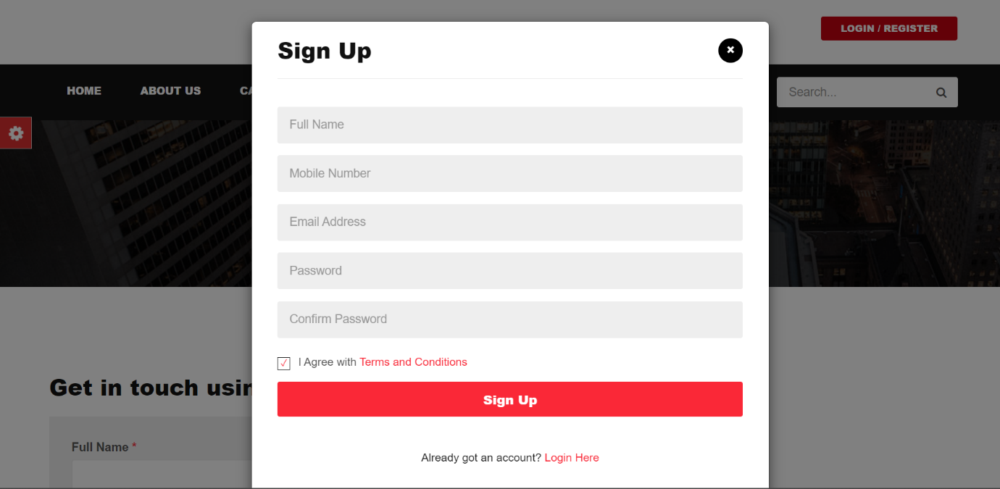 LOGIN / REGISTER
Sign Up
HOME ABOUT US CA
Search...
Full Name
Mobile Number
Email Address
Password
Confirm Password
I Agree with Terms and Conditions
Sign Up
Get in touch usin
Full Name *
Already got an account? Login Here